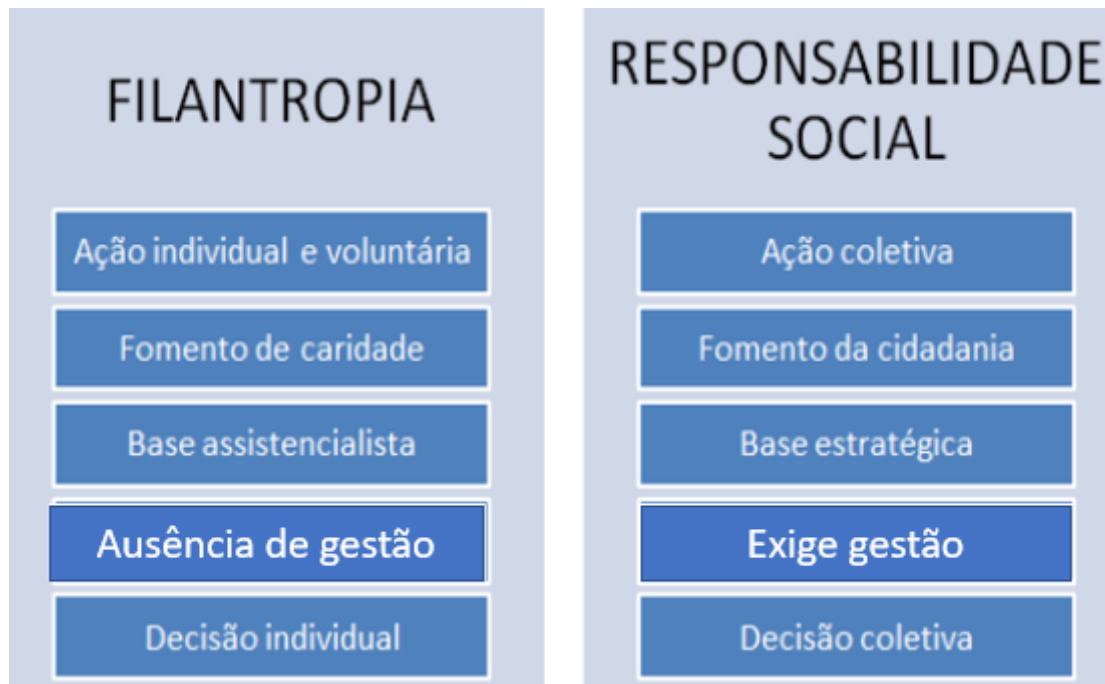 FILANTROPIA
Ação individual e voluntária
Fomento de caridade
Base assistencialista
Ausência de gestão
Decisão individual
RESPONSABILIDADE
SOCIAL
Ação coletiva
Fomento da cidadania
Base estratégica
Exige gestão
Decisão coletiva